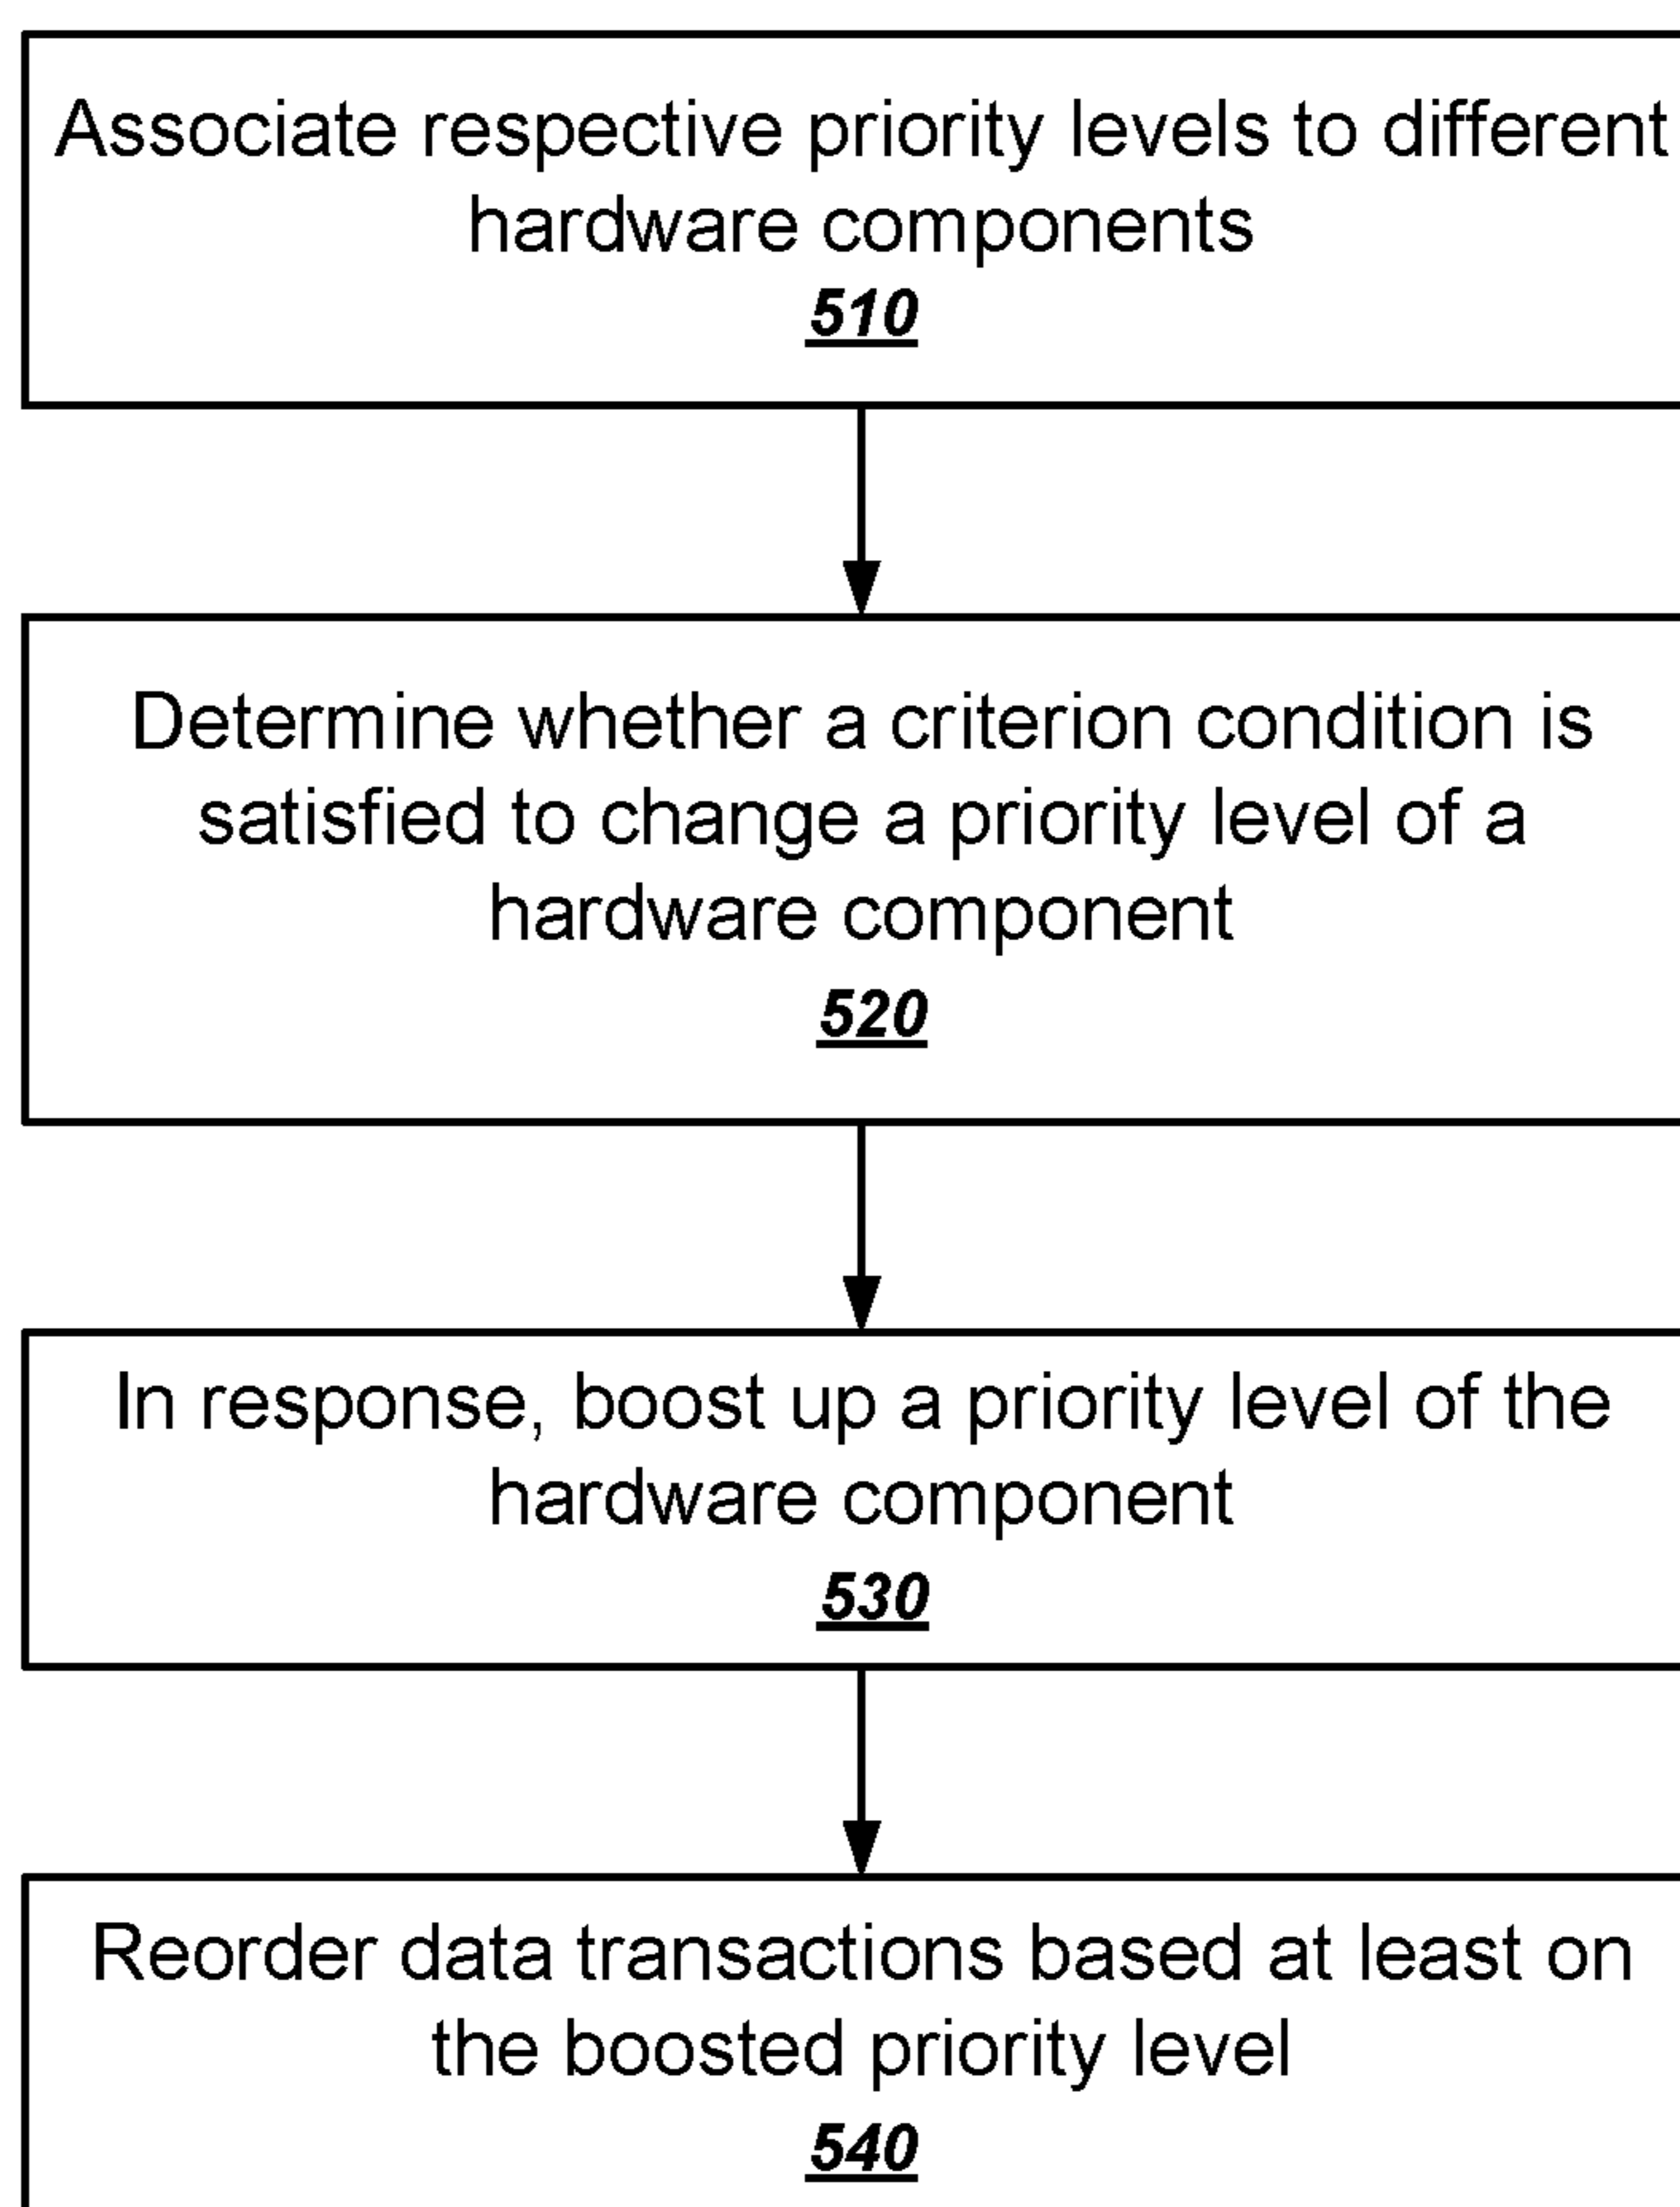 Associate respective priority levels to different
hardware components
510
Determine whether a criterion condition is
satisfied to change a priority level of a
hardware component
520
In response, boost up a priority level of the
hardware component
530
Reorder data transactions based at least on
the boosted priority level
540